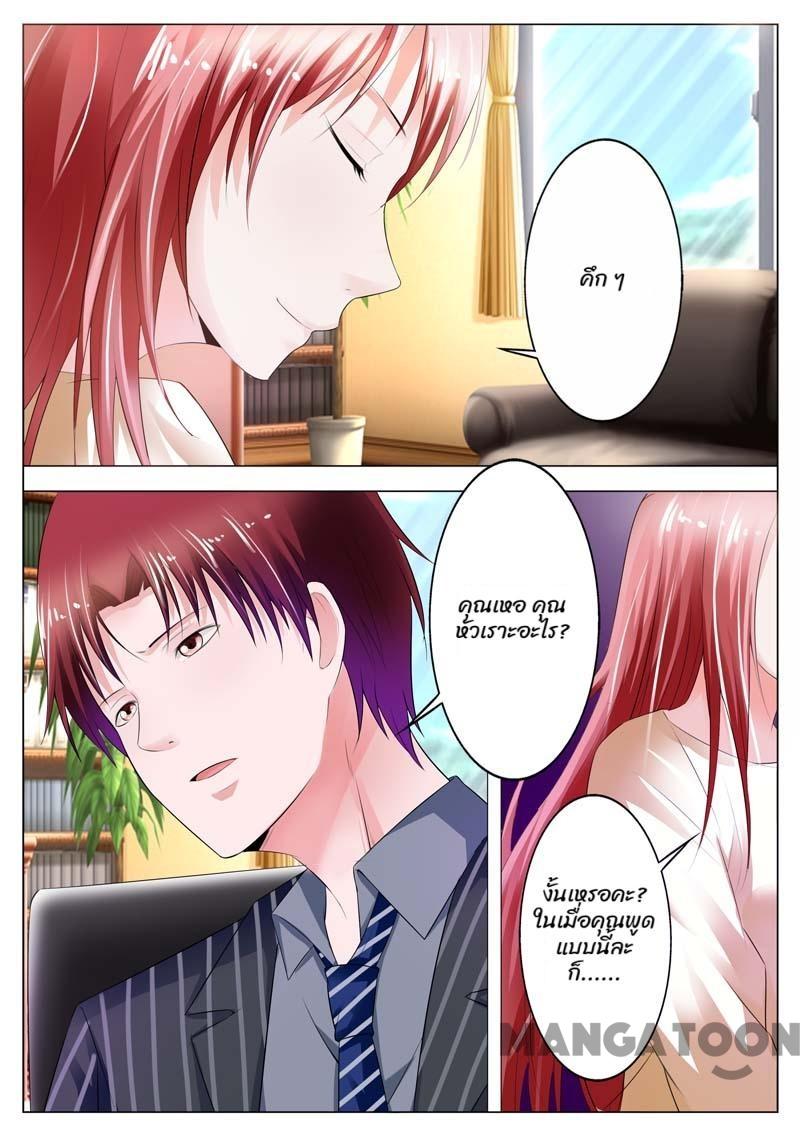 คึก ๆ
คุณเหอ คุณ
หัวเราะอะไร?
งั้นเหรอคะ?
ในเมื่อคุณพูด
แบบนี้ละ
ก็......
MANGATOON